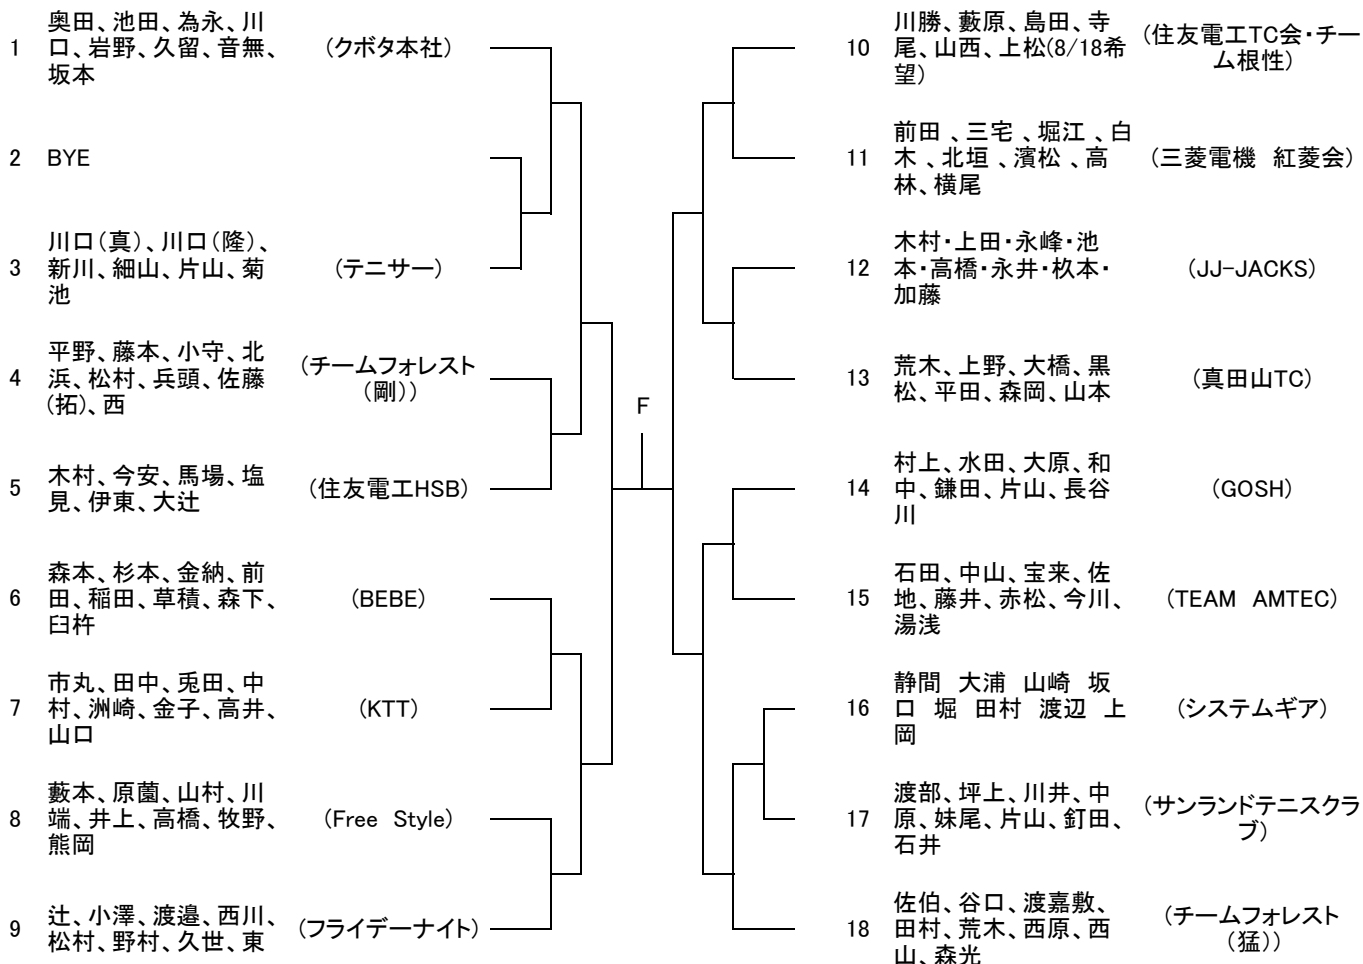 1
奥田、池田、為永、川
口、岩野、久留、音無、
坂本
(クボタ本社)
2
BYE
3
川口(真)、川口(隆)、
新川、細山、片山、菊
池
(テニサー)
4
平野、藤本、小守、北
浜、松村、兵頭、佐藤
(拓)、西
(チームフォレスト
(剛))
5
木村、今安、馬場、塩
見、伊東、大辻
(住友電工HSB)
6
森本、杉本、金納、前
田、稲田、草積、森下、
臼杵
(BEBE)
7
市丸、田中、兎田、中
村、洲崎、金子、高井、
山口
(KTT)
8
藪本、原薗、山村、川
端、井上、高橋、牧野、
熊岡
(Free Style)
9
辻、小澤、渡邉、西川、
松村、野村、久世、東
(フライデーナイト)
F
10
川勝、藪原、島田、寺
尾、山西、上松(8/18希
望)
(住友電工TC会・チー
ム根性)
11
前田 、三宅 、堀江 、白
木 、北垣 、濱松 、高
林、横尾
(三菱電機 紅菱会)
12
木村・上田・永峰・池
本・高橋・永井・杁本・
加藤
(JJ-JACKS)
13
荒木、上野、大橋、黒
松、平田、森岡、山本
(真田山TC)
14
村上、水田、大原、和
中、鎌田、片山、長谷
川
(GOSH)
15
石田、中山、宝来、佐
地、藤井、赤松、今川、
湯浅
(TEAM AMTEC)
16
静間 大浦 山崎 坂
口 堀 田村 渡辺 上
岡
(システムギア)
17
渡部、坪上、川井、中
原、妹尾、片山、釘田、
石井
(サンランドテニスクラ
ブ)
18
佐伯、谷口、渡嘉敷、
田村、荒木、西原、西
山、森光
(チームフォレスト
(猛))